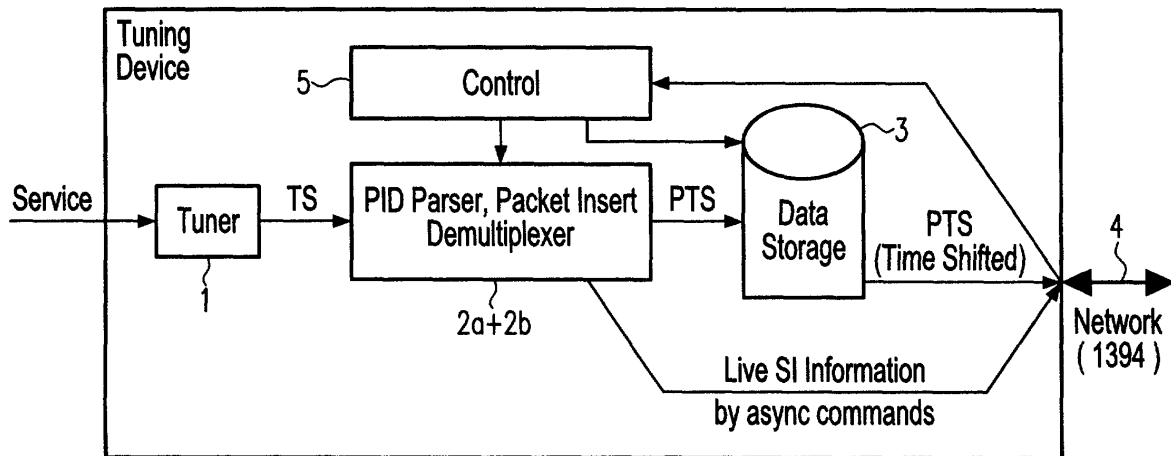 Tuning
Device
5
Control
3
Service
Tuner
TS
PID Parser, Packet Insert
Demultiplexer
PTS
Data
Storage
PTS
(Time Shifted)
4
1
2a+2b
Network
( 1394 )
Live SI Information
by async commands